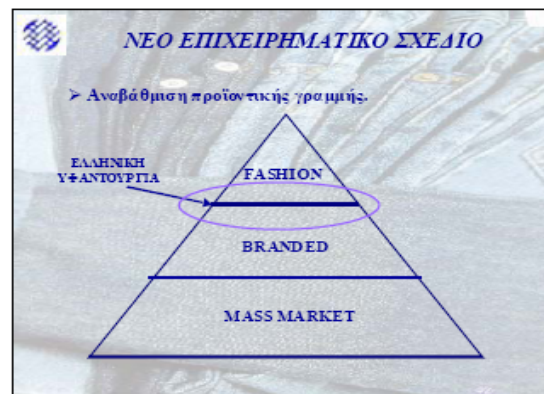 ΝΕΟ ΕΠΙΧΕΙΡΗΜΑΤΙΚΟ ΣΧΕΔΙΟ
➢ Αναβάθμιση προϊοντικής γραμμής.
ΕΛΛΗΝΙΚΗ
ΥΦΑΝΤΟΥΡΓΙΑ
FASHION
BRANDED
MASS MARKET